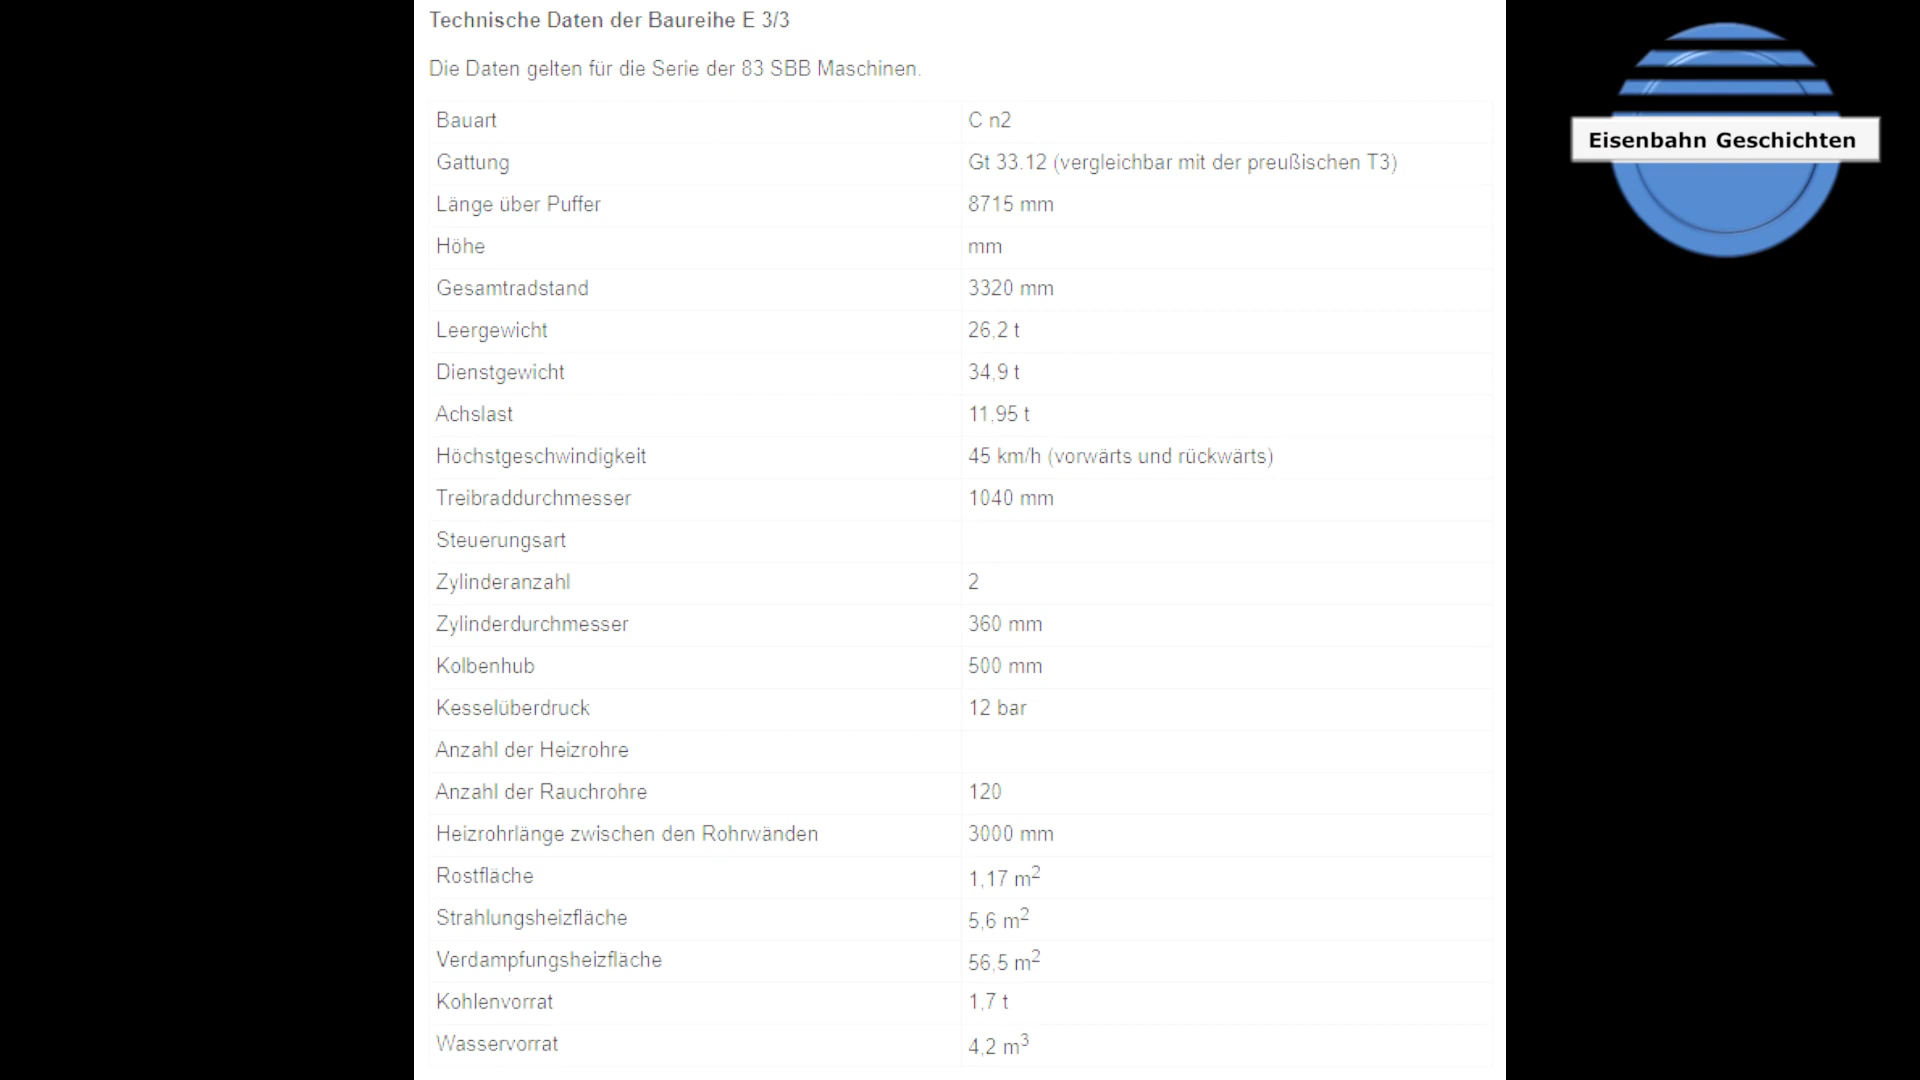 Technische Daten der Baureihe E 3/3
Die Daten gelten für die Serie der 83 SBB Maschinen.
Eisenbahn Geschichten
Bauart C n2
Gattung Gt 33.12 (vergleichbar mit der preußischen T3)
Länge über Puffer 8715 mm
Höhe mm
Gesamtradstand 3320 mm
Leergewicht 26,2 t
Dienstgewicht 34,9 t
Achslast 11,95 t
Höchstgeschwindigkeit 45 km/h (vorwärts und rückwärts)
Treibraddurchmesser 1040 mm
Steuerungsart
Zylinderanzahl 2
Zylinderdurchmesser 360 mm
Kolbenhub 500 mm
Kesselüberdruck 12 bar
Anzahl der Heizrohre
Anzahl der Rauchrohre 120
Heizrohrlänge zwischen den Rohrwänden 3000 mm
Rostfläche 1,17 m²
Strahlungsheizfläche 5,6 m²
Verdampfungsheizfläche 56,5 m²
Kohlenvorrat 1,7 t
Wasservorrat 4,2 m³